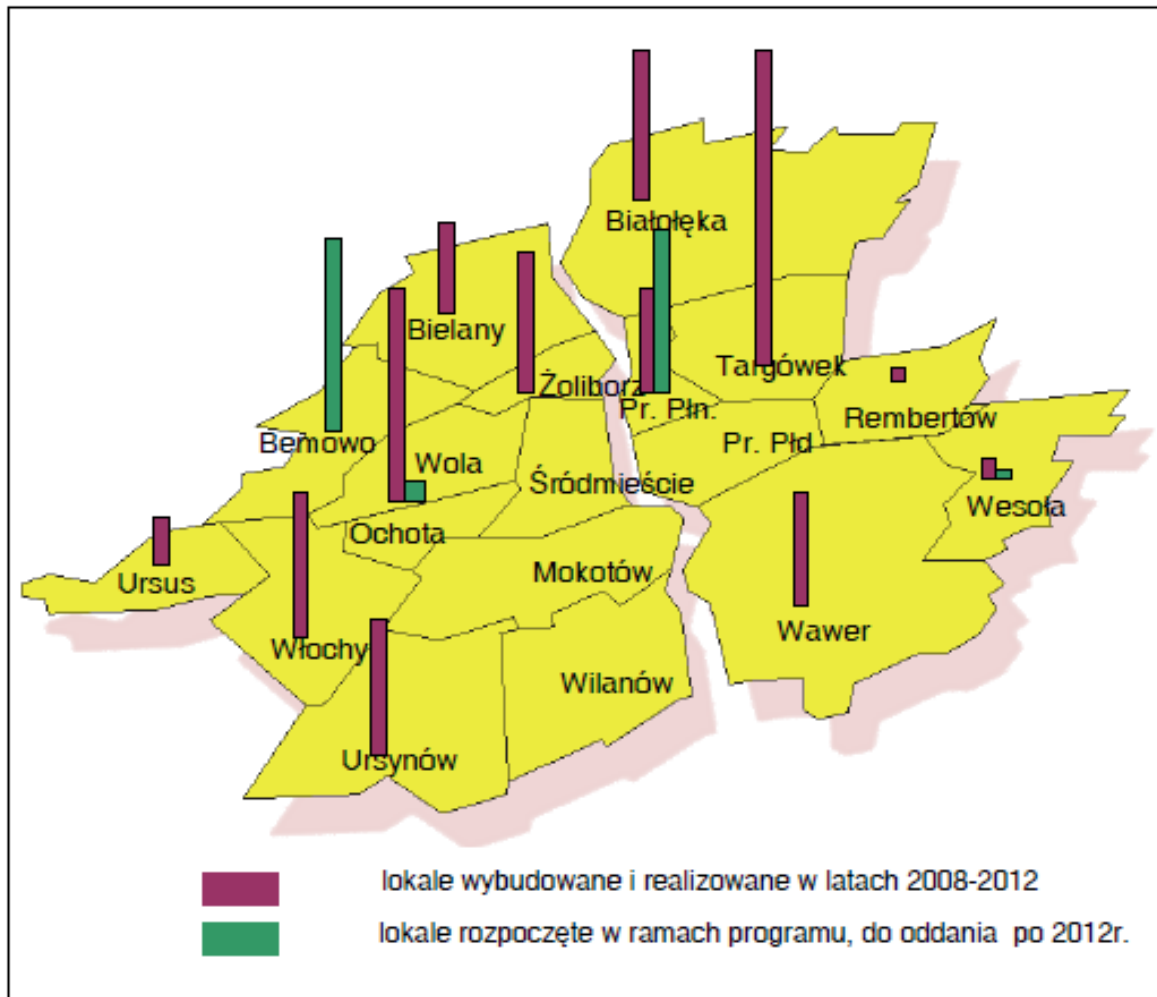 Białołęka
Bielany
Targówek
Żoliborz
Pr. Płn.
Rembertów
Bemowo
Pr. Płd
Wola
Śródmieście
Wesoła
Ochota
Mokotów
Ursus
Wawer
Włochy
Wilanów
Ursynów
lokale wybudowane i realizowane w latach 2008-2012
lokale rozpoczęte w ramach programu, do oddania po 2012r.